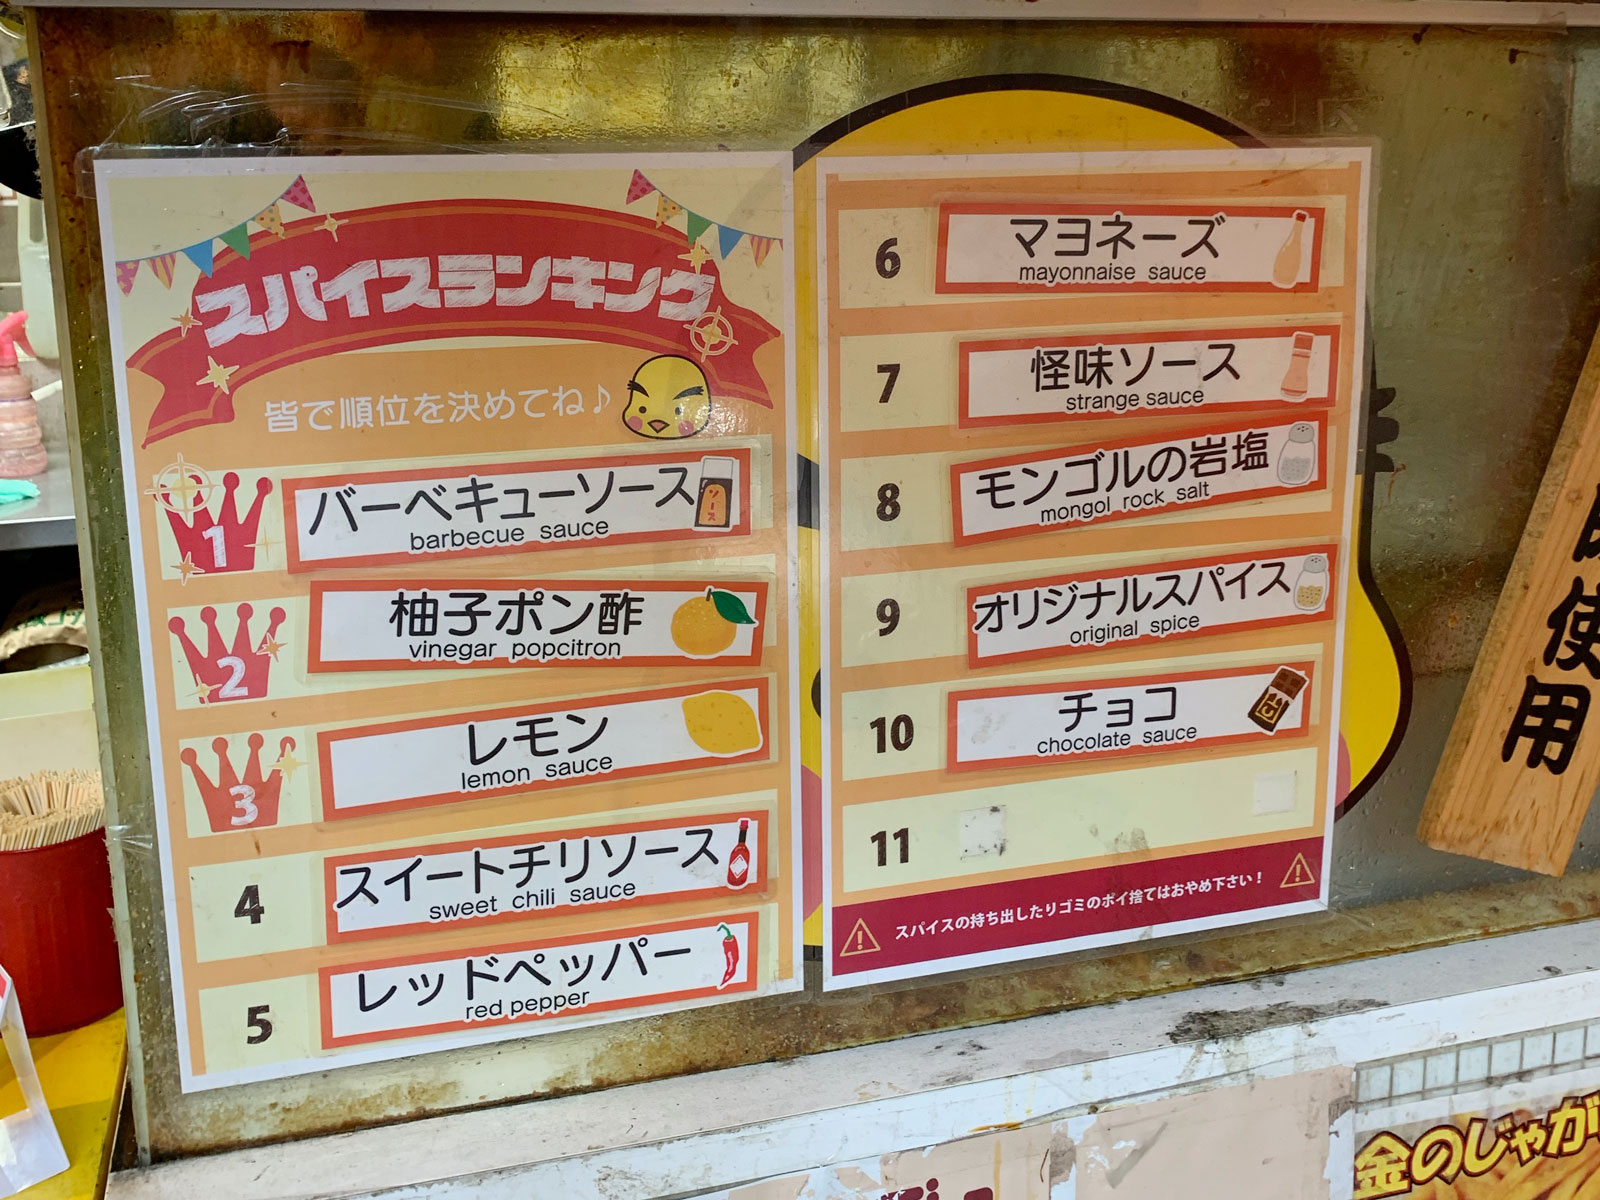 スパイスランキング
皆で順位を決めてね♪
1
バーベキューソース
barbecue sauce
ソース
2
柚子ポン酢
vinegar popcitron
3
レモン
lemon sauce
4
スイートチリソース
sweet chili sauce
5
レッドペッパー
red pepper
6
マヨネーズ
mayonnaise sauce
7
怪味ソース
strange sauce
8
モンゴルの岩塩
mongol rock salt
9
オリジナルスパイス
original spice
10
チョコ
chocolate sauce
11
スパイスの持ち出したりゴミのポイ捨てはおやめ下さい！
使用
金のじゃが